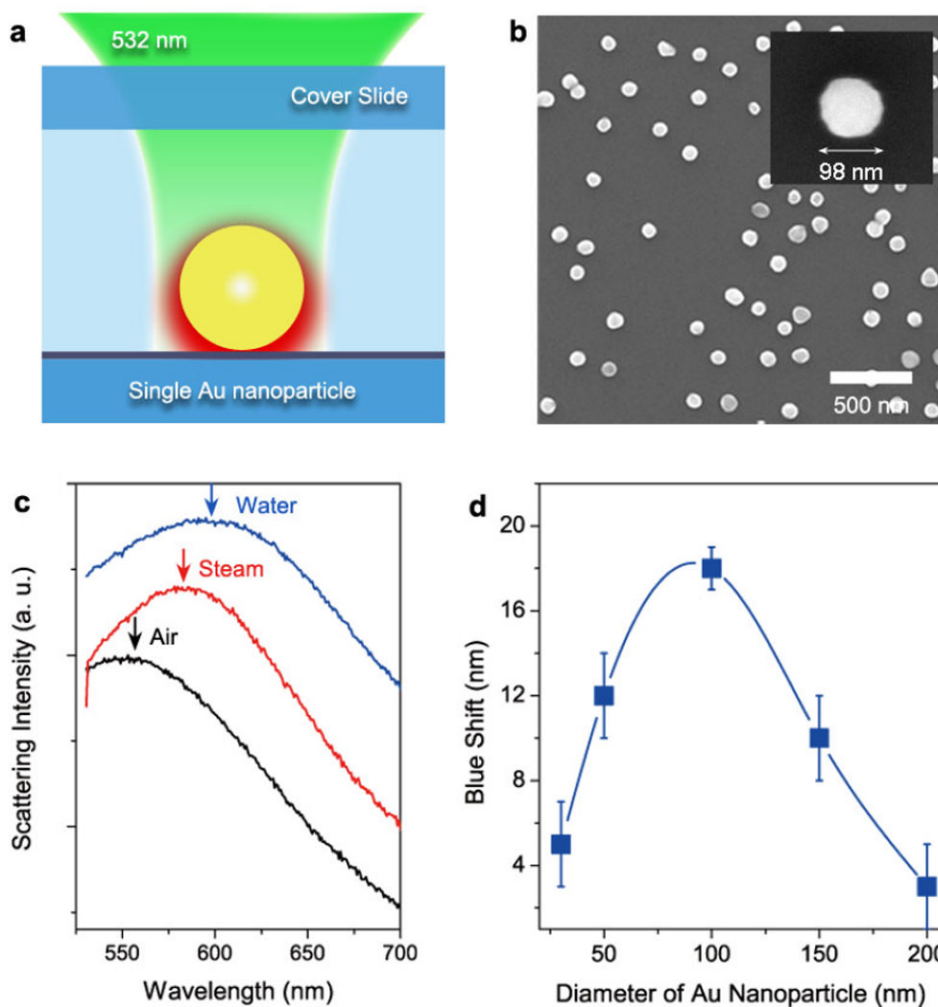 a
532 nm
Cover Slide
Single Au nanoparticle
b
98 nm
500 nm
c
Water
Steam
Air
Scattering Intensity (a. u.)
550
600
650
700
Wavelength (nm)
d
20
16
12
8
4
Blue Shift (nm)
50
100
150
200
Diameter of Au Nanoparticle (nm)